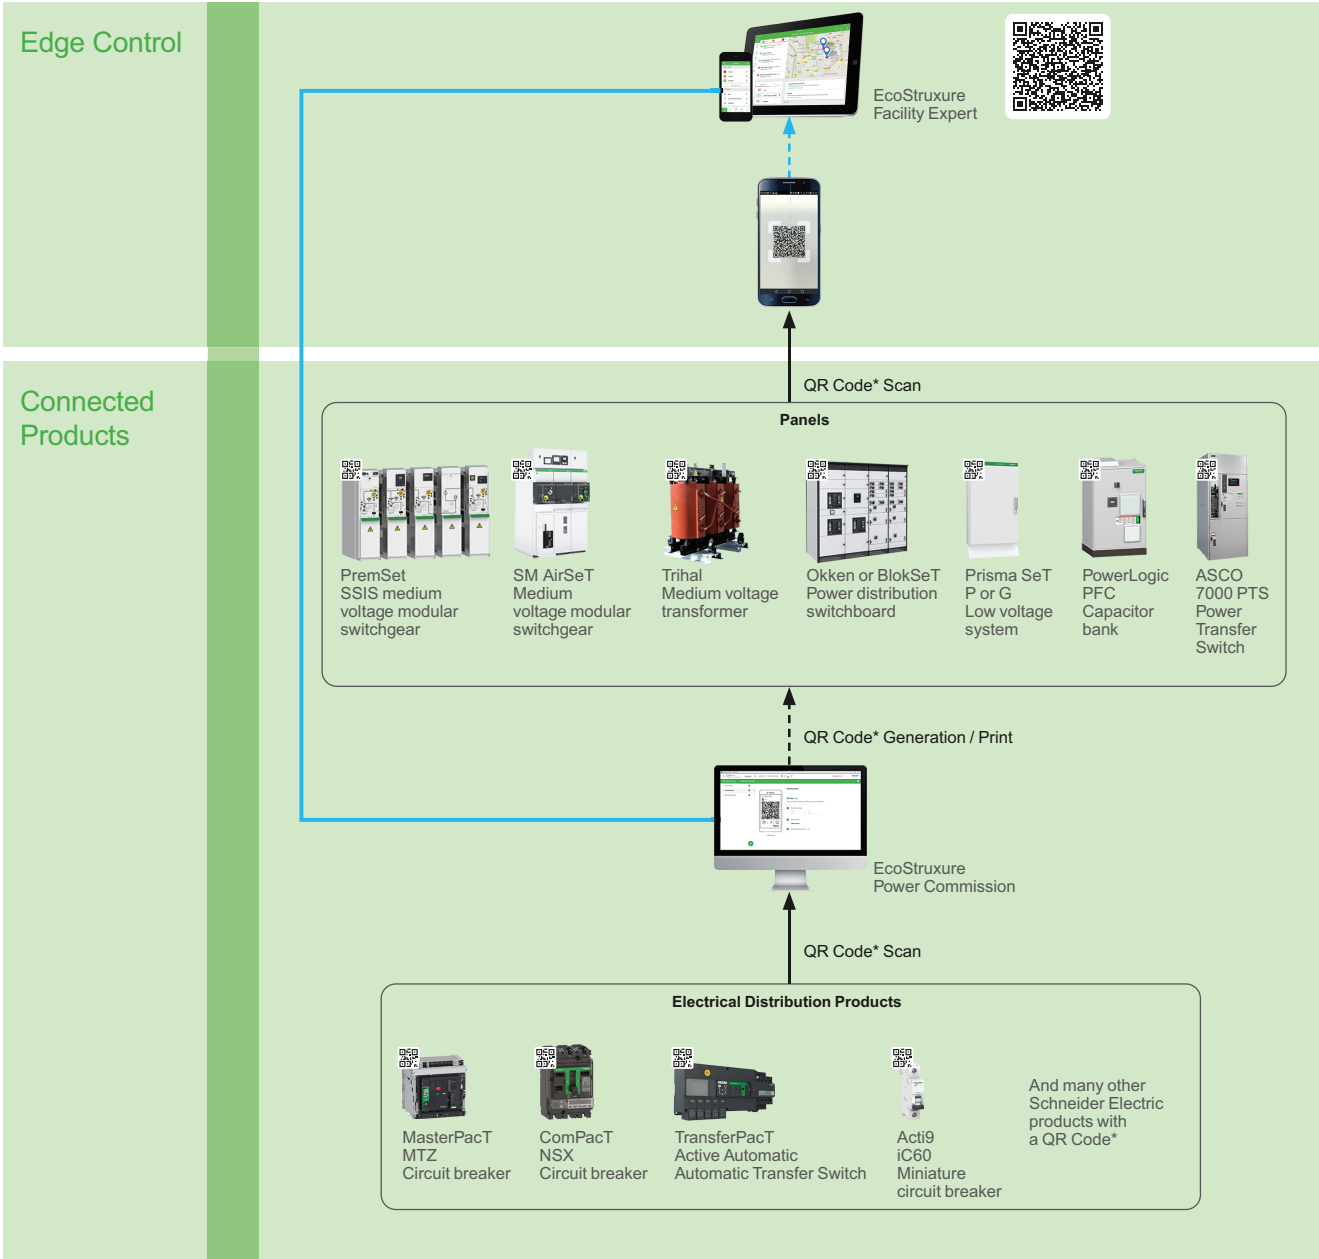 Edge Control
EcoStruxure
Facility Expert
Connected
Products
QR Code* Scan
Panels
PremSet
SSIS medium
voltage modular
switchgear
SM AirSeT
Medium
voltage modular
switchgear
Trihal
Medium voltage
transformer
Okken or BlokSeT
Power distribution
switchboard
Prisma SeT
P or G
Low voltage
system
PowerLogic
PFC
Capacitor
bank
ASCO
7000 PTS
Power
Transfer
Switch
QR Code* Generation / Print
EcoStruxure
Power Commission
QR Code* Scan
Electrical Distribution Products
MasterPacT
MTZ
Circuit breaker
ComPacT
NSX
Circuit breaker
TransferPacT
Active Automatic
Automatic Transfer Switch
Acti9
iC60
Miniature
circuit breaker
And many other
Schneider Electric
products with
a QR Code*